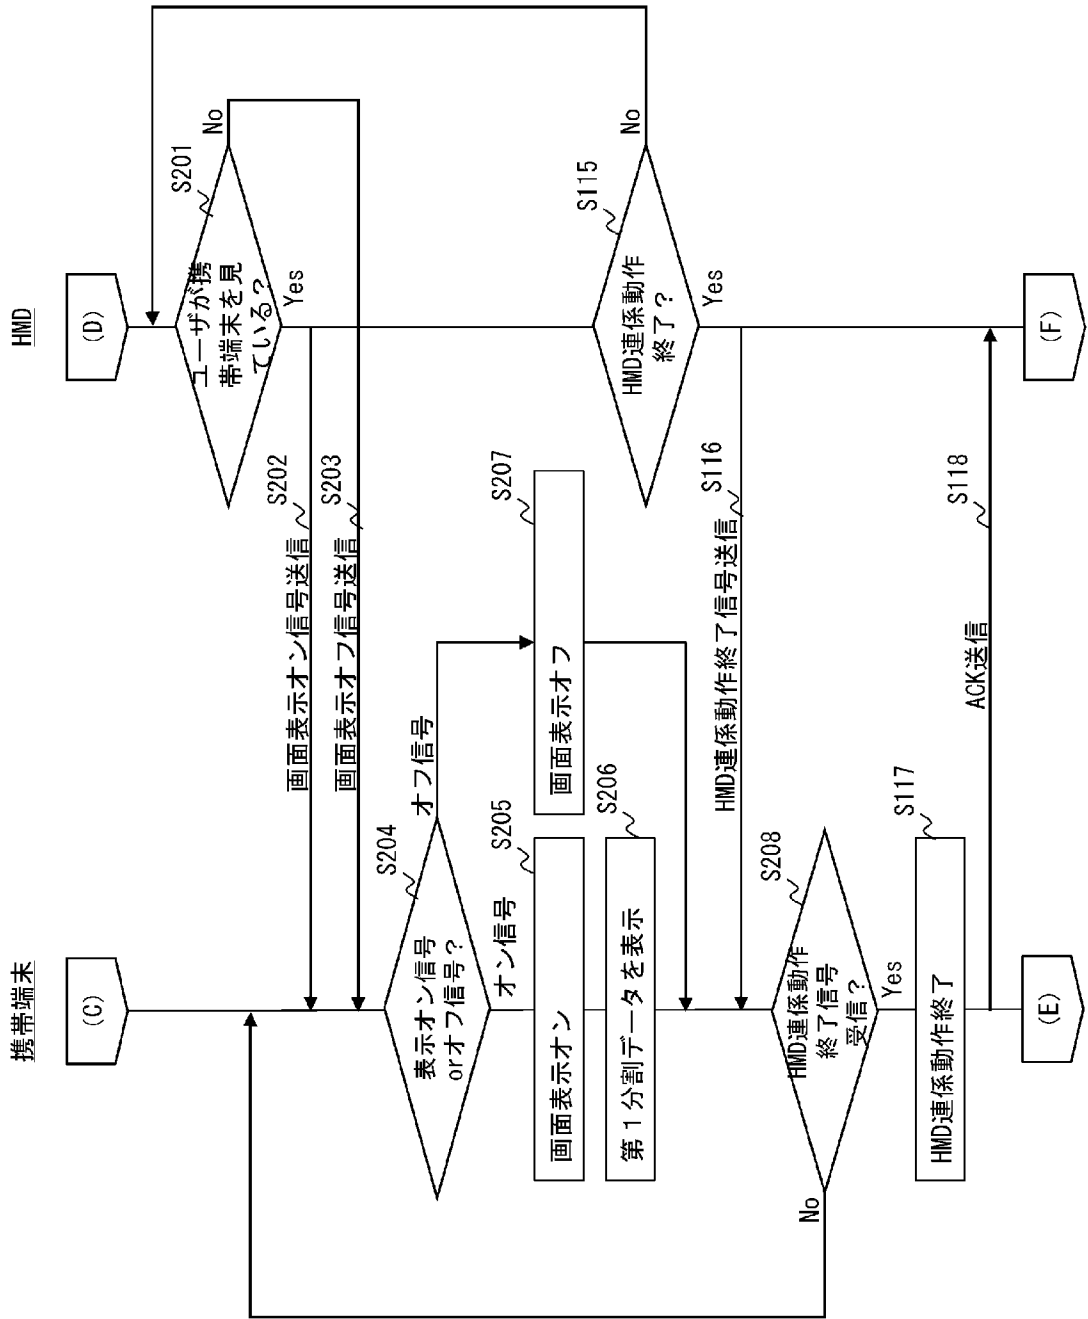 携帯端末
HMD
(C)
(D)
ユーザが携
帯端末を見
ている?
S201
No
Yes
画面表示オン信号送信
S202
画面表示オフ信号送信
S203
表示オン信号
orオフ信号?
S204
オフ信号
オン信号
画面表示オン
S205
画面表示オフ
S207
第1分割データを表示
S206
HMD連係動作
終了?
S115
No
Yes
HMD連係動作終了信号送信
S116
HMD連係動作
終了信号
受信?
S208
Yes
No
HMD連係動作終了
S117
ACK送信
S118
(E)
(F)